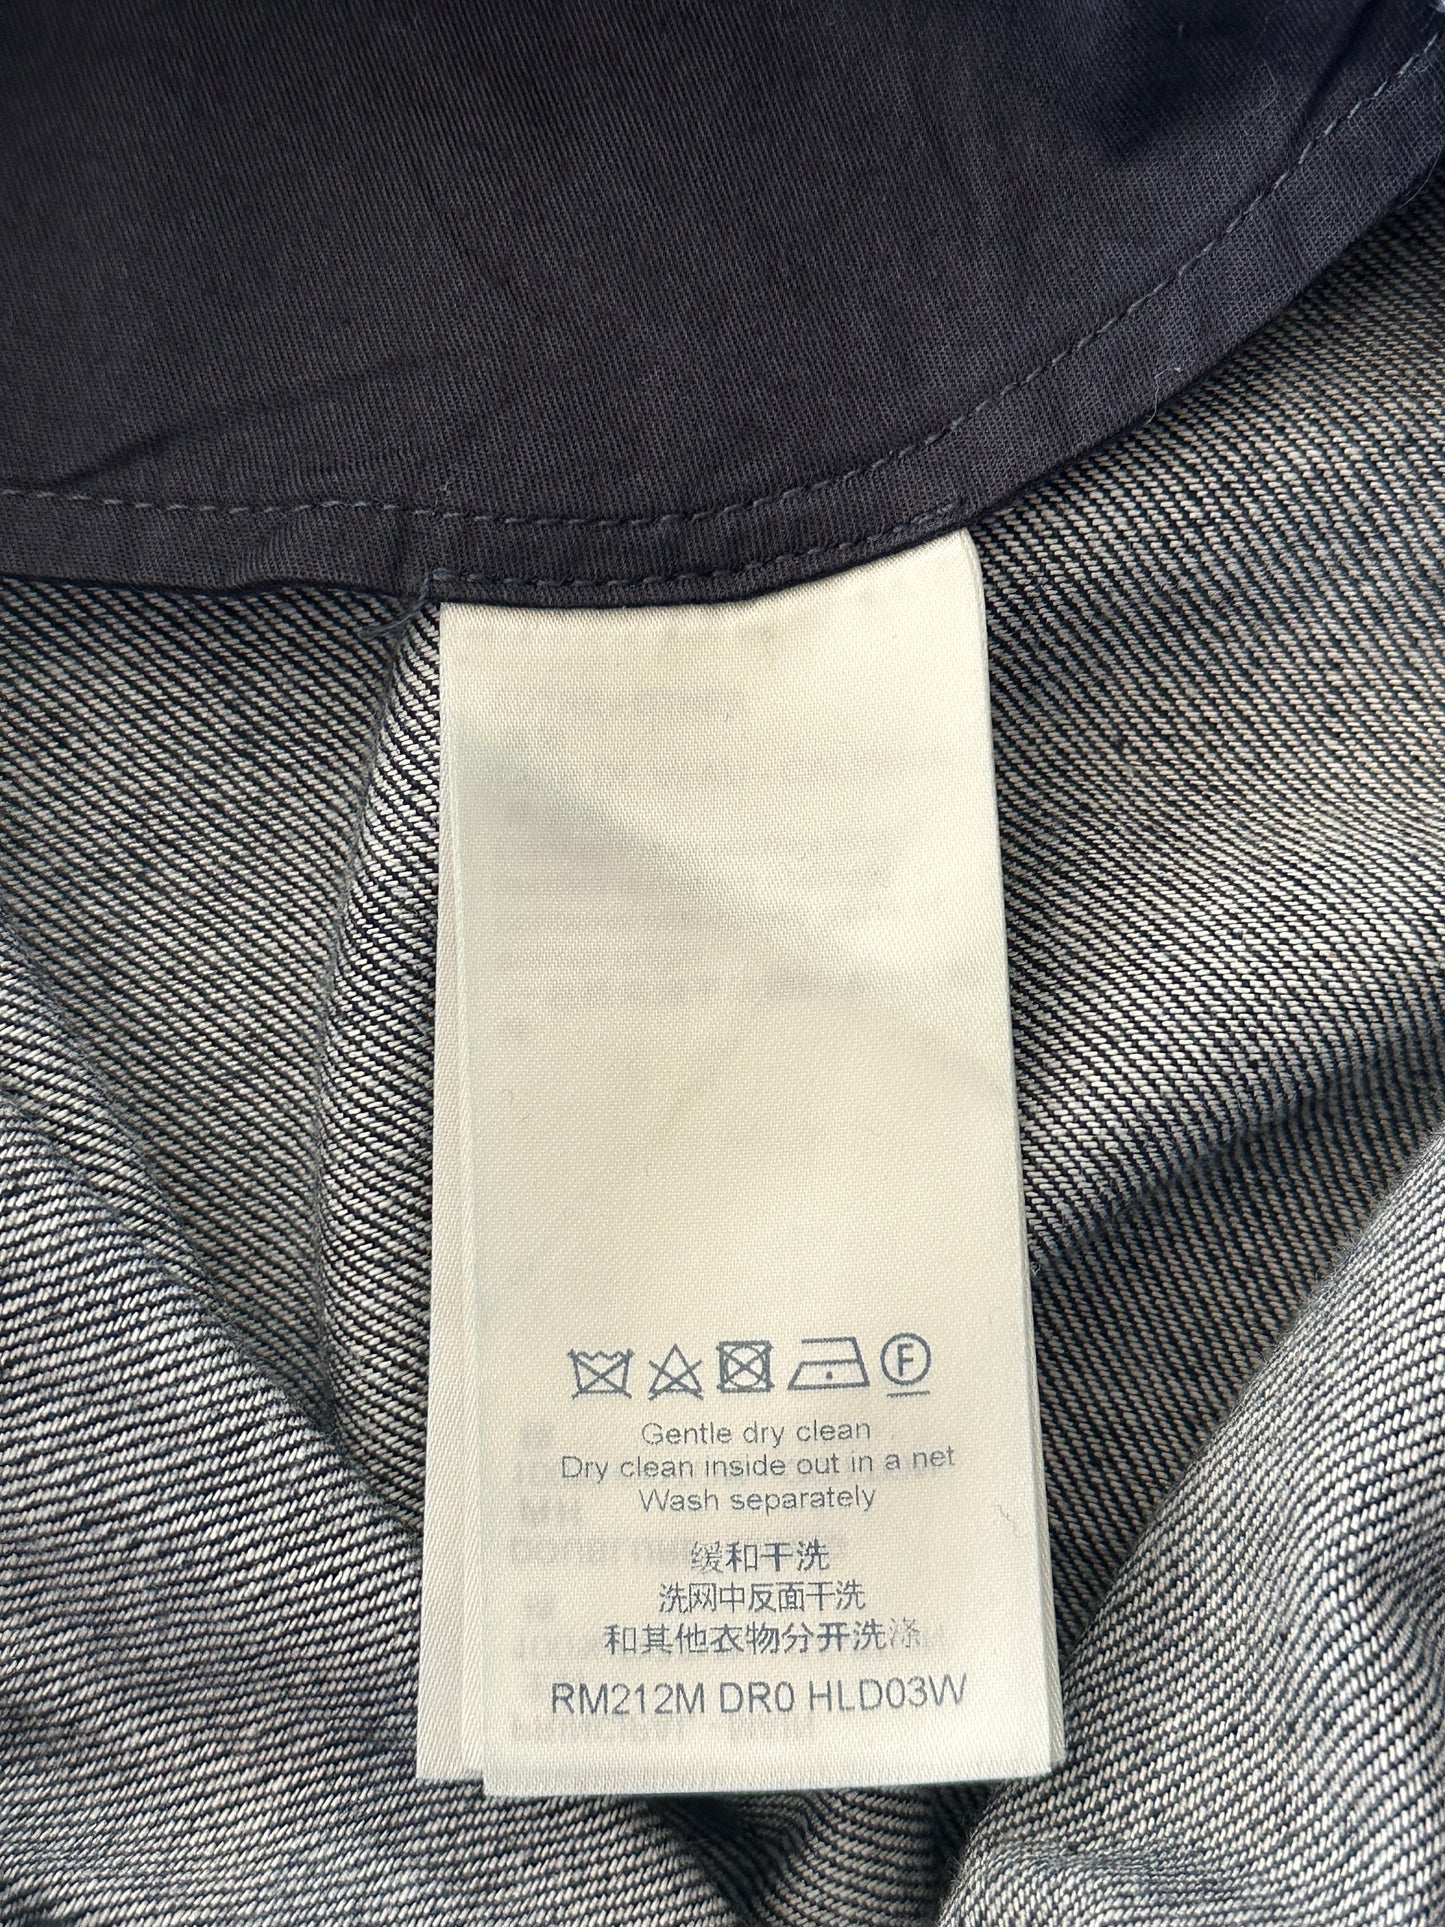 F
Gentle dry clean
Dry clean inside out in a net
Wash separately
缓和干洗
洗网中反面干洗
和其他衣物分开洗涤
RM212M DR0 HLD03W